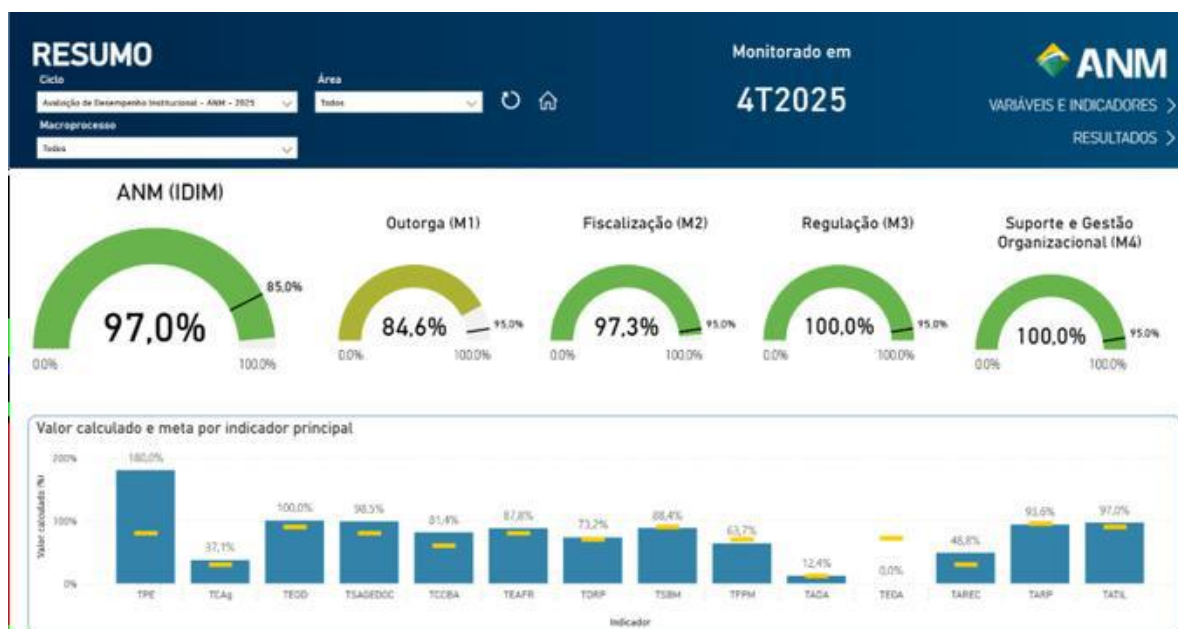 RESUMO
Ciclo
Avaliação de Desempenho Institucional - ANM - 2025
Área
Todos
Macroprocesso
Todos
Monitorado em
4T2025
ANM
VARIÁVEIS E INDICADORES
RESULTADOS
ANM (IDIM)
85,0%
97,0%
0.0%
100.0%
Outorga (M1)
84,6%
95,0%
0.0%
100.0%
Fiscalização (M2)
97,3%
95,0%
0.0%
100.0%
Regulação (M3)
100,0%
95,0%
0.0%
100.0%
Suporte e Gestão
Organizacional (M4)
100,0%
95,0%
0.0%
100.0%
Valor calculado e meta por indicador principal
Valor calculado (%)
200%
100%
0%
180,0%
37,1%
100,0%
98,5%
81,4%
87,8%
73,2%
88,4%
63,7%
12,4%
0,0%
48,8%
93,6%
97,0%
TPE
TCAg
TEOD
TSAGEDOC
TCCBA
TEAFR
TDRP
TSBM
TPPM
TAGA
TEOA
TAREC
TARP
TATIL
Indicador